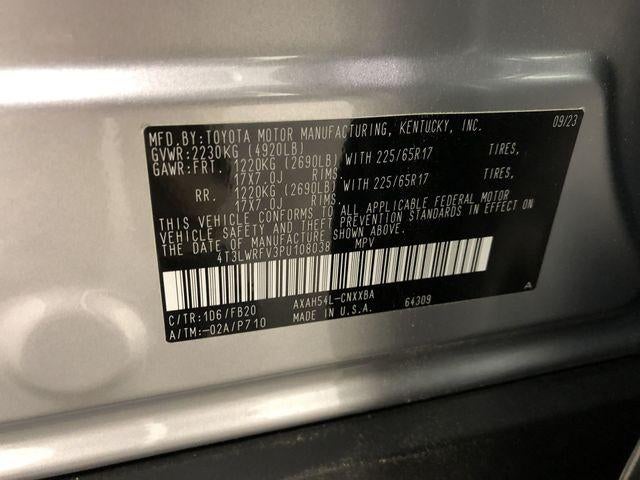 MFD.BY:TOYOTA MOTOR MANUFACTURING, KENTUCKY, INC. 09/23
GVWR:2230KG (4920LB)
GAWR:FRT. 1220KG (2690LB) WITH 225/65R17 TIRES,
17X7.0J RIMS.
RR. 1220KG (2690LB) WITH 225/65R17 TIRES,
17X7.0J RIMS.
THIS VEHICLE CONFORMS TO ALL APPLICABLE FEDERAL MOTOR
VEHICLE SAFETY AND THEFT PREVENTION STANDARDS IN EFFECT ON
THE DATE OF MANUFACTURE SHOWN ABOVE.
4T3LWRFV3PU108038 MPV
C/TR:1D6/FB20 AXAH54L-CNXXBA 64309 A
A/TM:-02A/P710 MADE IN U.S.A.